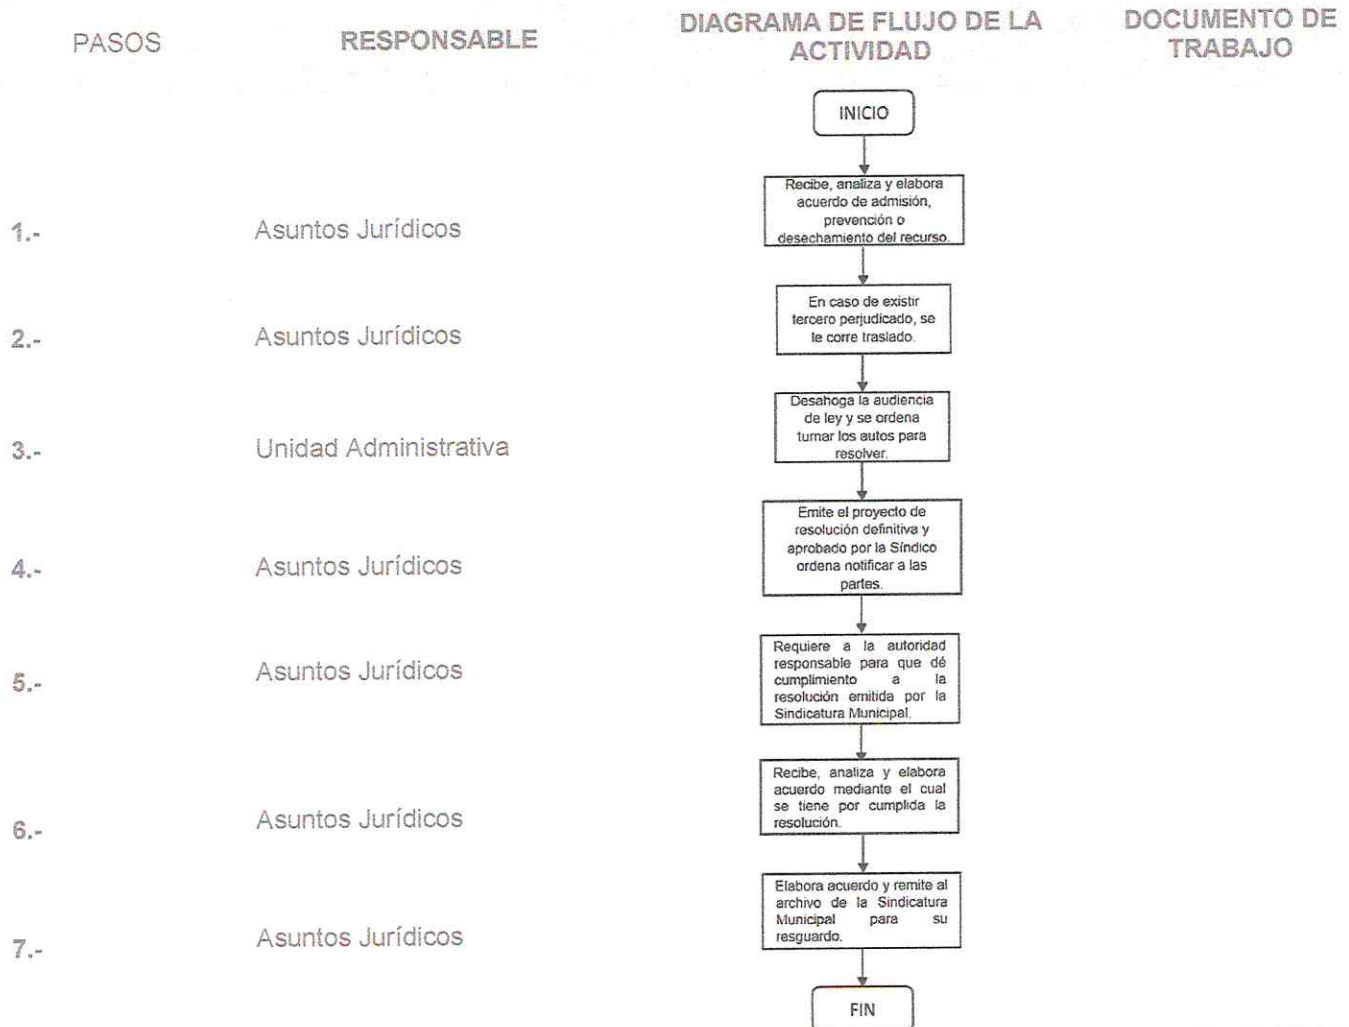 PASOS
RESPONSABLE
DIAGRAMA DE FLUJO DE LA
ACTIVIDAD
DOCUMENTO DE
TRABAJO
INICIO
1.-
Asuntos Jurídicos
Recibe, analiza y elabora
acuerdo de admisión,
prevención o
desechamiento del recurso.
2.-
Asuntos Jurídicos
En caso de existir
tercero perjudicado, se
le corre traslado.
3.-
Unidad Administrativa
Desahoga la audiencia
de ley y se ordena
turnar los autos para
resolver.
4.-
Asuntos Jurídicos
Emite el proyecto de
resolución definitiva y
aprobado por la Síndico
ordena notificar a las
partes.
5.-
Asuntos Jurídicos
Requiere a la autoridad
responsable para que dé
cumplimiento a la
resolución emitida por la
Sindicatura Municipal.
6.-
Asuntos Jurídicos
Recibe, analiza y elabora
acuerdo mediante el cual
se tiene por cumplida la
resolución.
7.-
Asuntos Jurídicos
Elabora acuerdo y remite al
archivo de la Sindicatura
Municipal para su
resguardo.
FIN